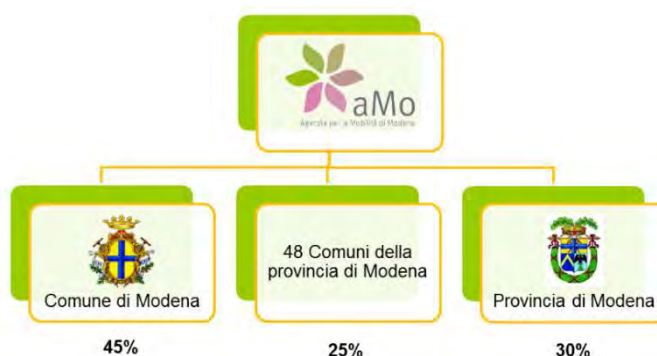 aMo
Agenzia per la Mobilità di Modena
Comune di Modena
48 Comuni della
provincia di Modena
Provincia di Modena
45%
25%
30%